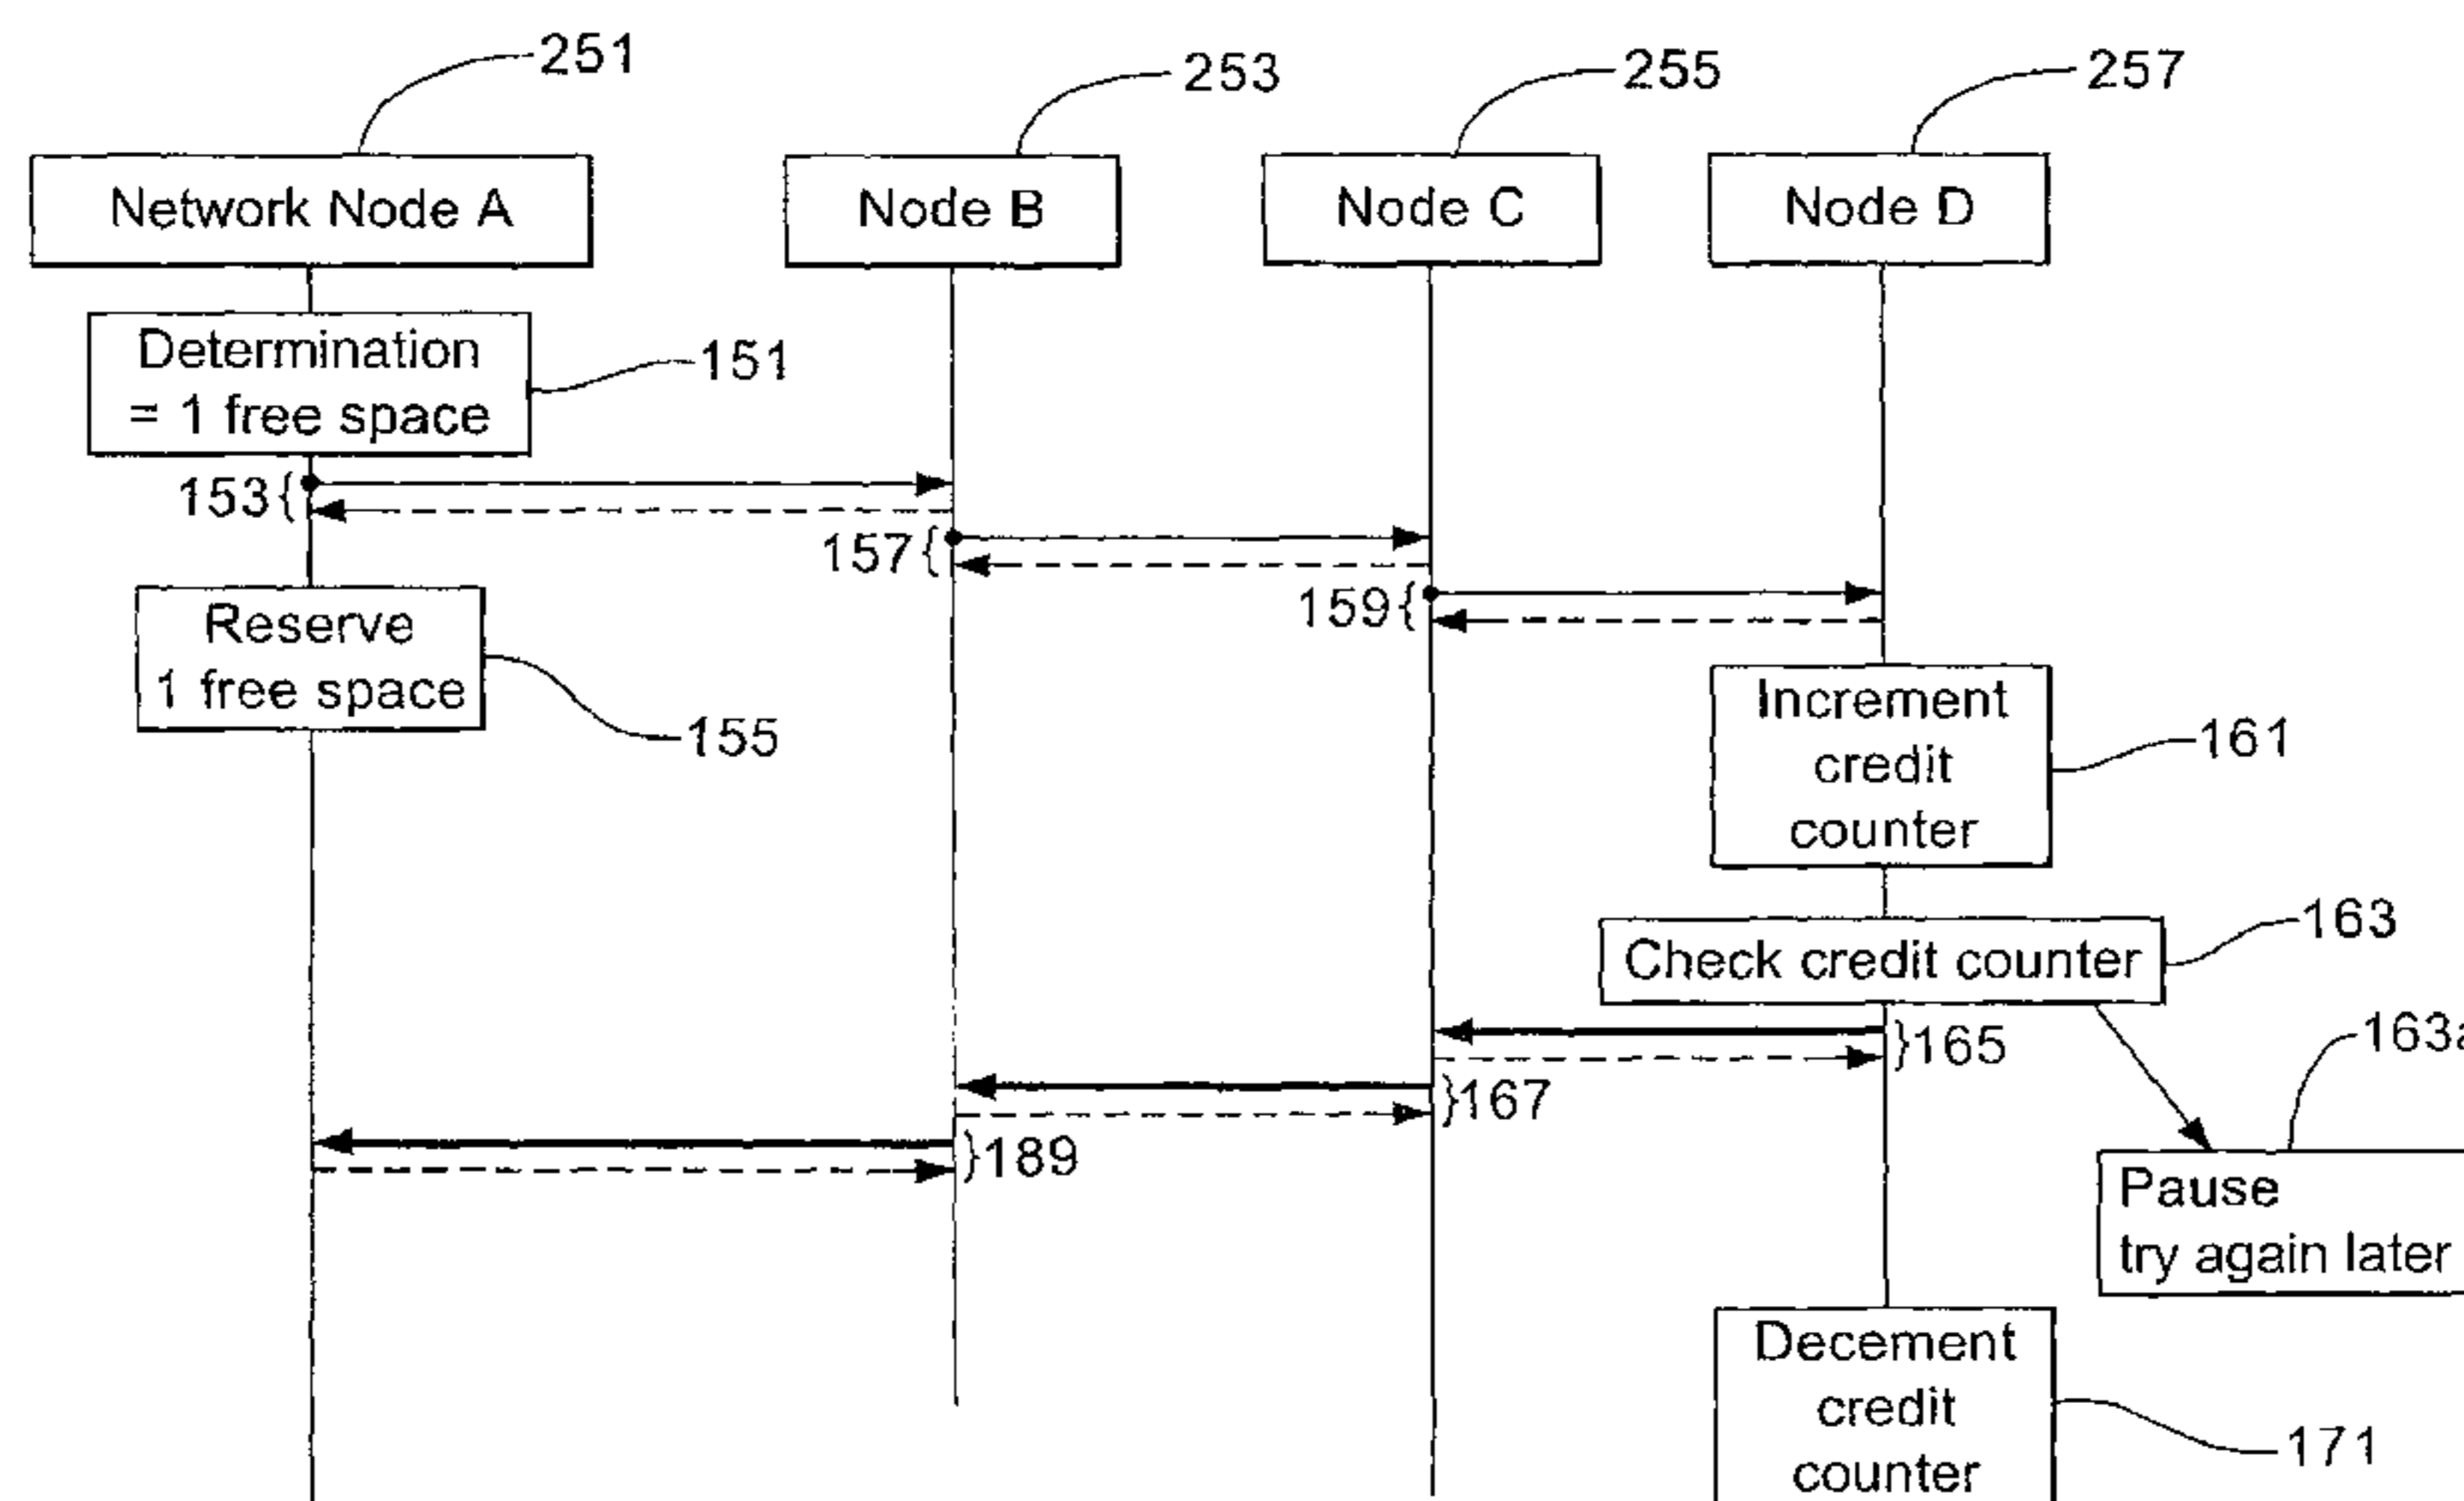 251
253
255
257
Network Node A
Node B
Node C
Node D
Determination
= 1 free space
151
153{
157{
159{
Reserve
1 free space
155
Increment
credit
counter
161
Check credit counter
163
}165
163a
}167
}189
Pause
try again later
Decement
credit
counter
171